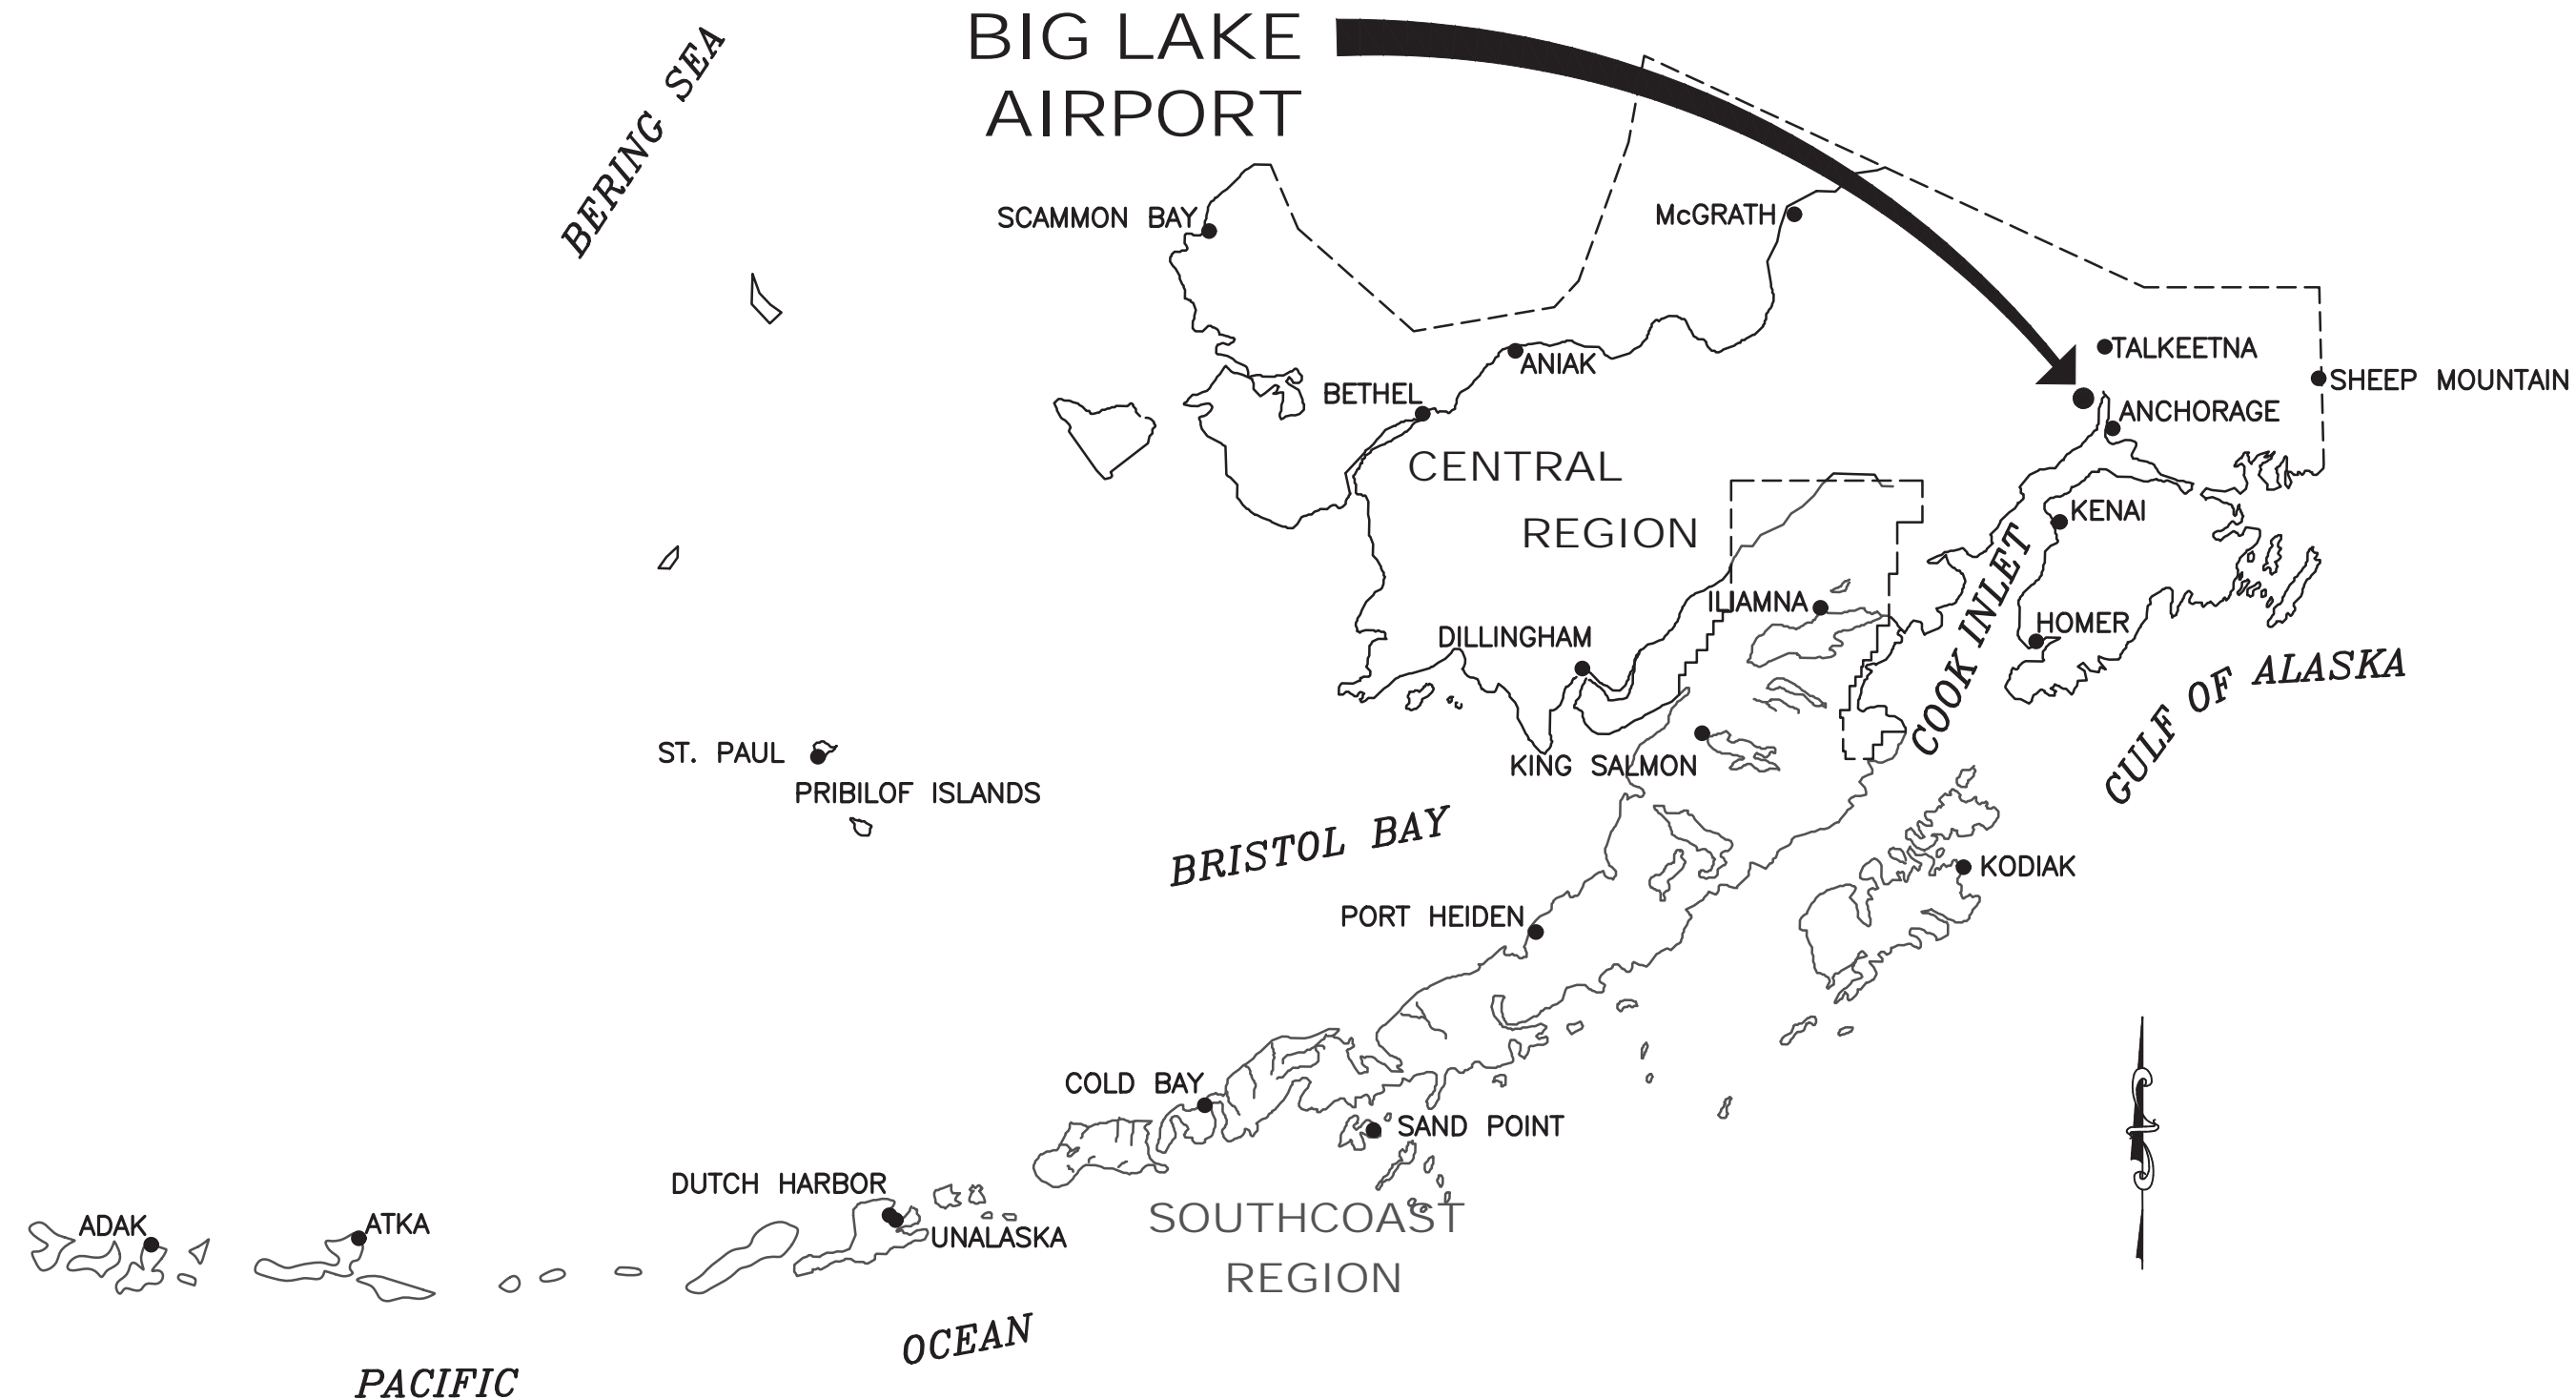 BIG LAKE
AIRPORT
BERING SEA
SCAMMON BAY
McGRATH
TALKEETNA
ANIAK
SHEEP MOUNTAIN
BETHEL
ANCHORAGE
CENTRAL
REGION
KENAI
COOK INLET
ILIAMNA
HOMER
DILLINGHAM
GULF OF ALASKA
ST. PAUL
KING SALMON
PRIBILOF ISLANDS
BRISTOL BAY
KODIAK
PORT HEIDEN
COLD BAY
SAND POINT
DUTCH HARBOR
SOUTHCOAST
REGION
ADAK
ATKA
UNALASKA
PACIFIC
OCEAN